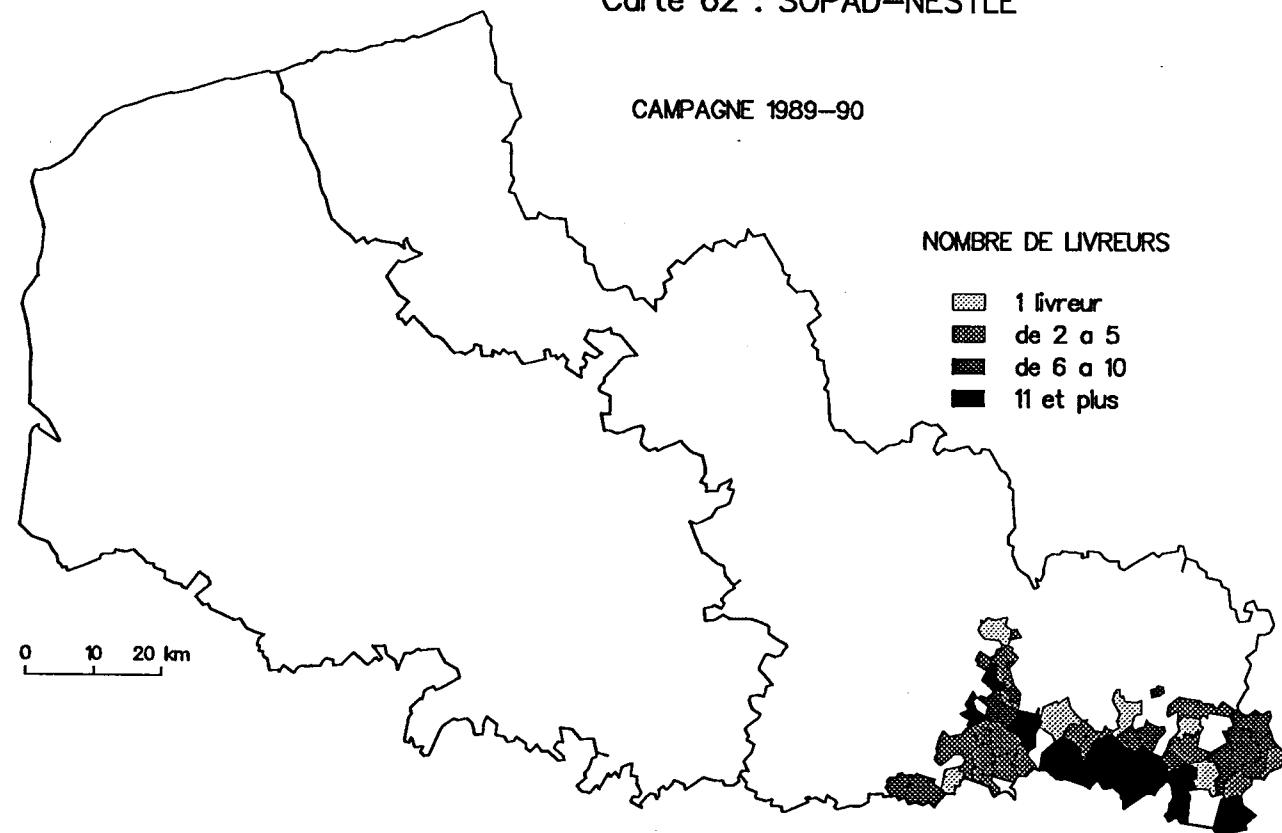 Carte 62 : SOPAD-NESTLE
CAMPAGNE 1989-90
NOMBRE DE LIVREURS
1 livreur
de 2 a 5
de 6 a 10
11 et plus
0 10 20 km